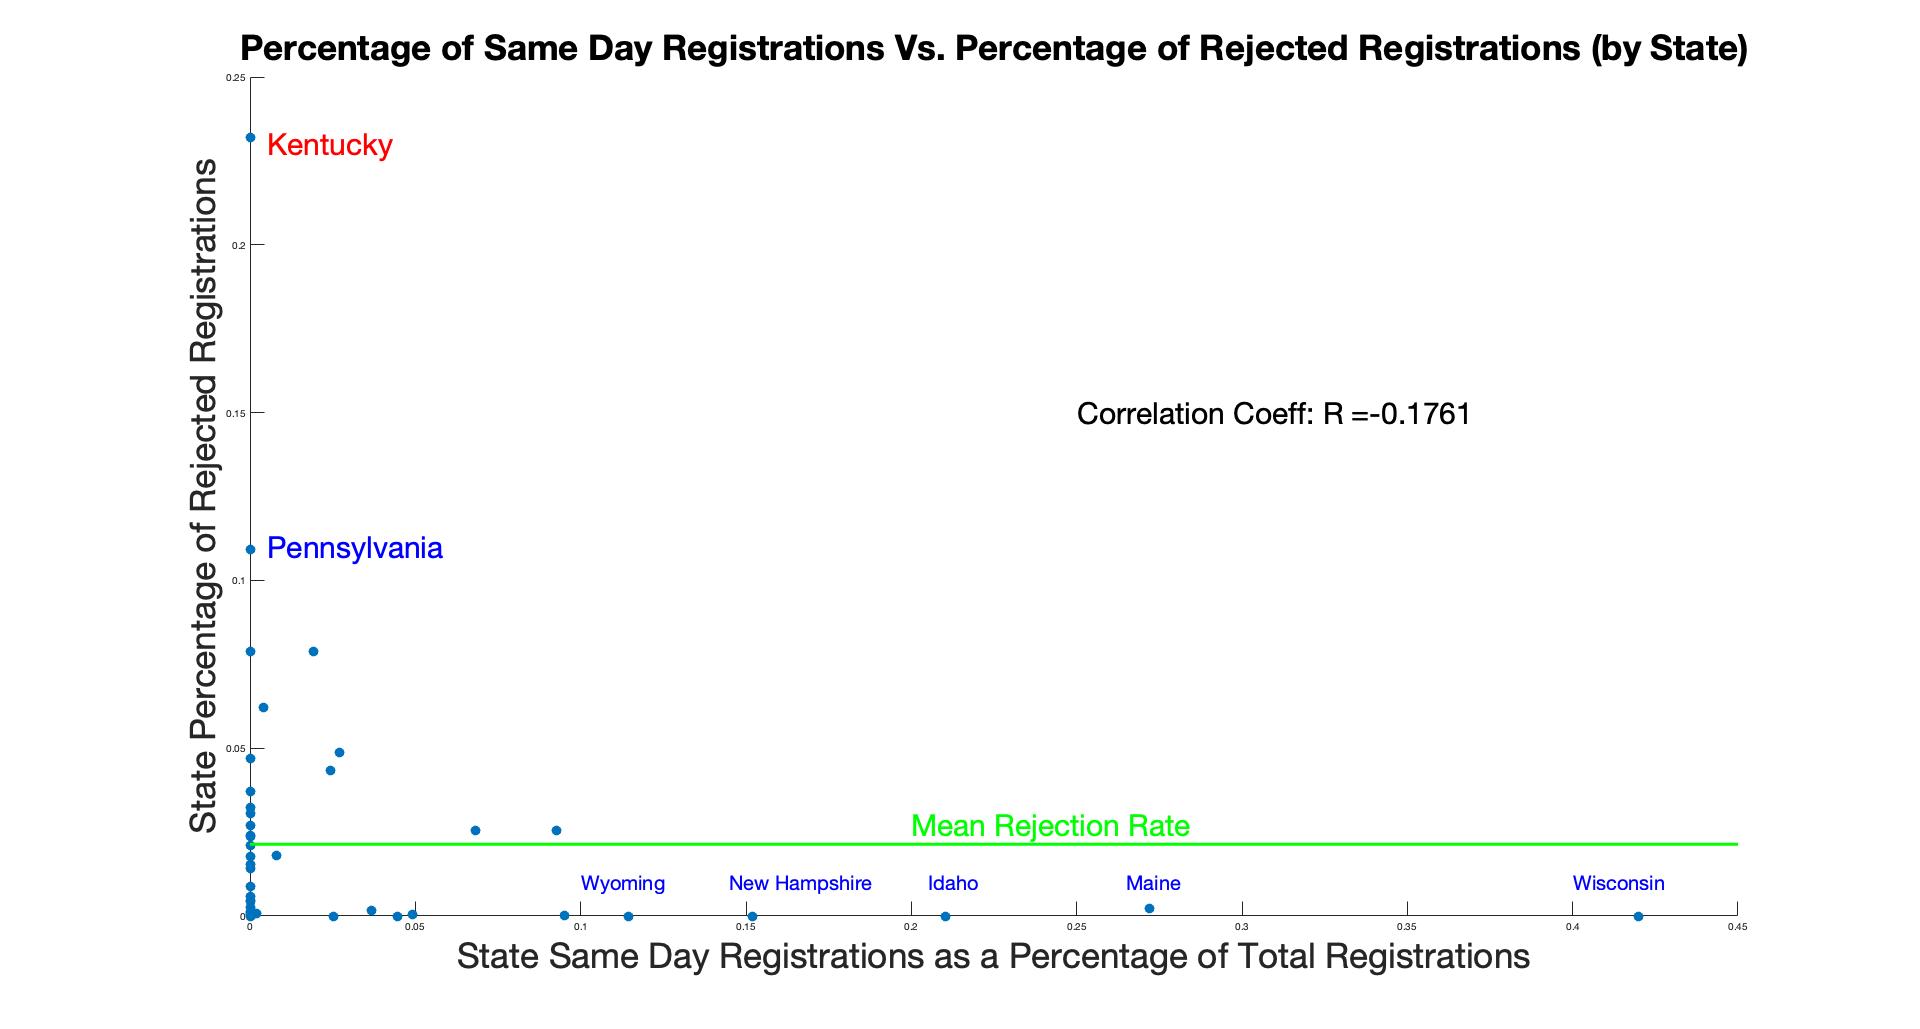 Percentage of Same Day Registrations Vs. Percentage of Rejected Registrations (by State)
0.25
Kentucky
0.2
State Percentage of Rejected Registrations
0.15
Correlation Coeff: R =-0.1761
Pennsylvania
0.1
0.05
Mean Rejection Rate
Wyoming
New Hampshire
Idaho
Maine
Wisconsin
0
0
0.05
0.1
0.15
0.2
0.25
0.3
0.35
0.4
0.45
State Same Day Registrations as a Percentage of Total Registrations